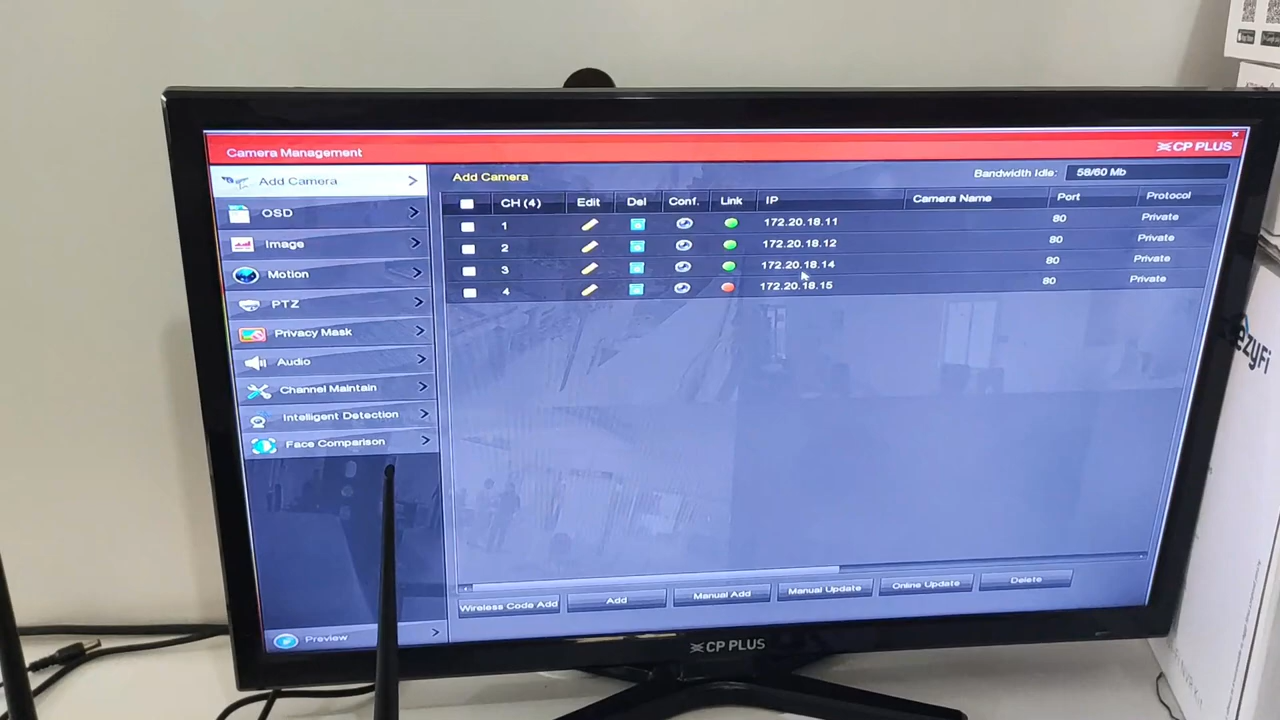 Camera Management
CP PLUS
Add Camera
OSD
Image
Motion
PTZ
Privacy Mask
Audio
Channel Maintain
Intelligent Detection
Face Comparison
Preview
Add Camera
Bandwidth Idle: 58/60 Mb
CH (4) Edit Del Conf. Link IP Camera Name Port Protocol
1 172.20.18.11 80 Private
2 172.20.18.12 80 Private
3 172.20.18.14 80 Private
4 172.20.18.15 80 Private
Wireless Code Add Add Manual Add Manual Update Online Update Delete
CP PLUS
ezyFi